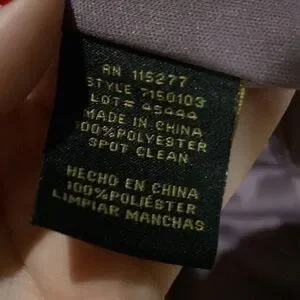 RN 115277
STYLE 7150103
LOT# 45444
MADE IN CHINA
100%POLYESTER
SPOT CLEAN
HECHO EN CHINA
100%POLIÉSTER
LIMPIAR MANCHAS